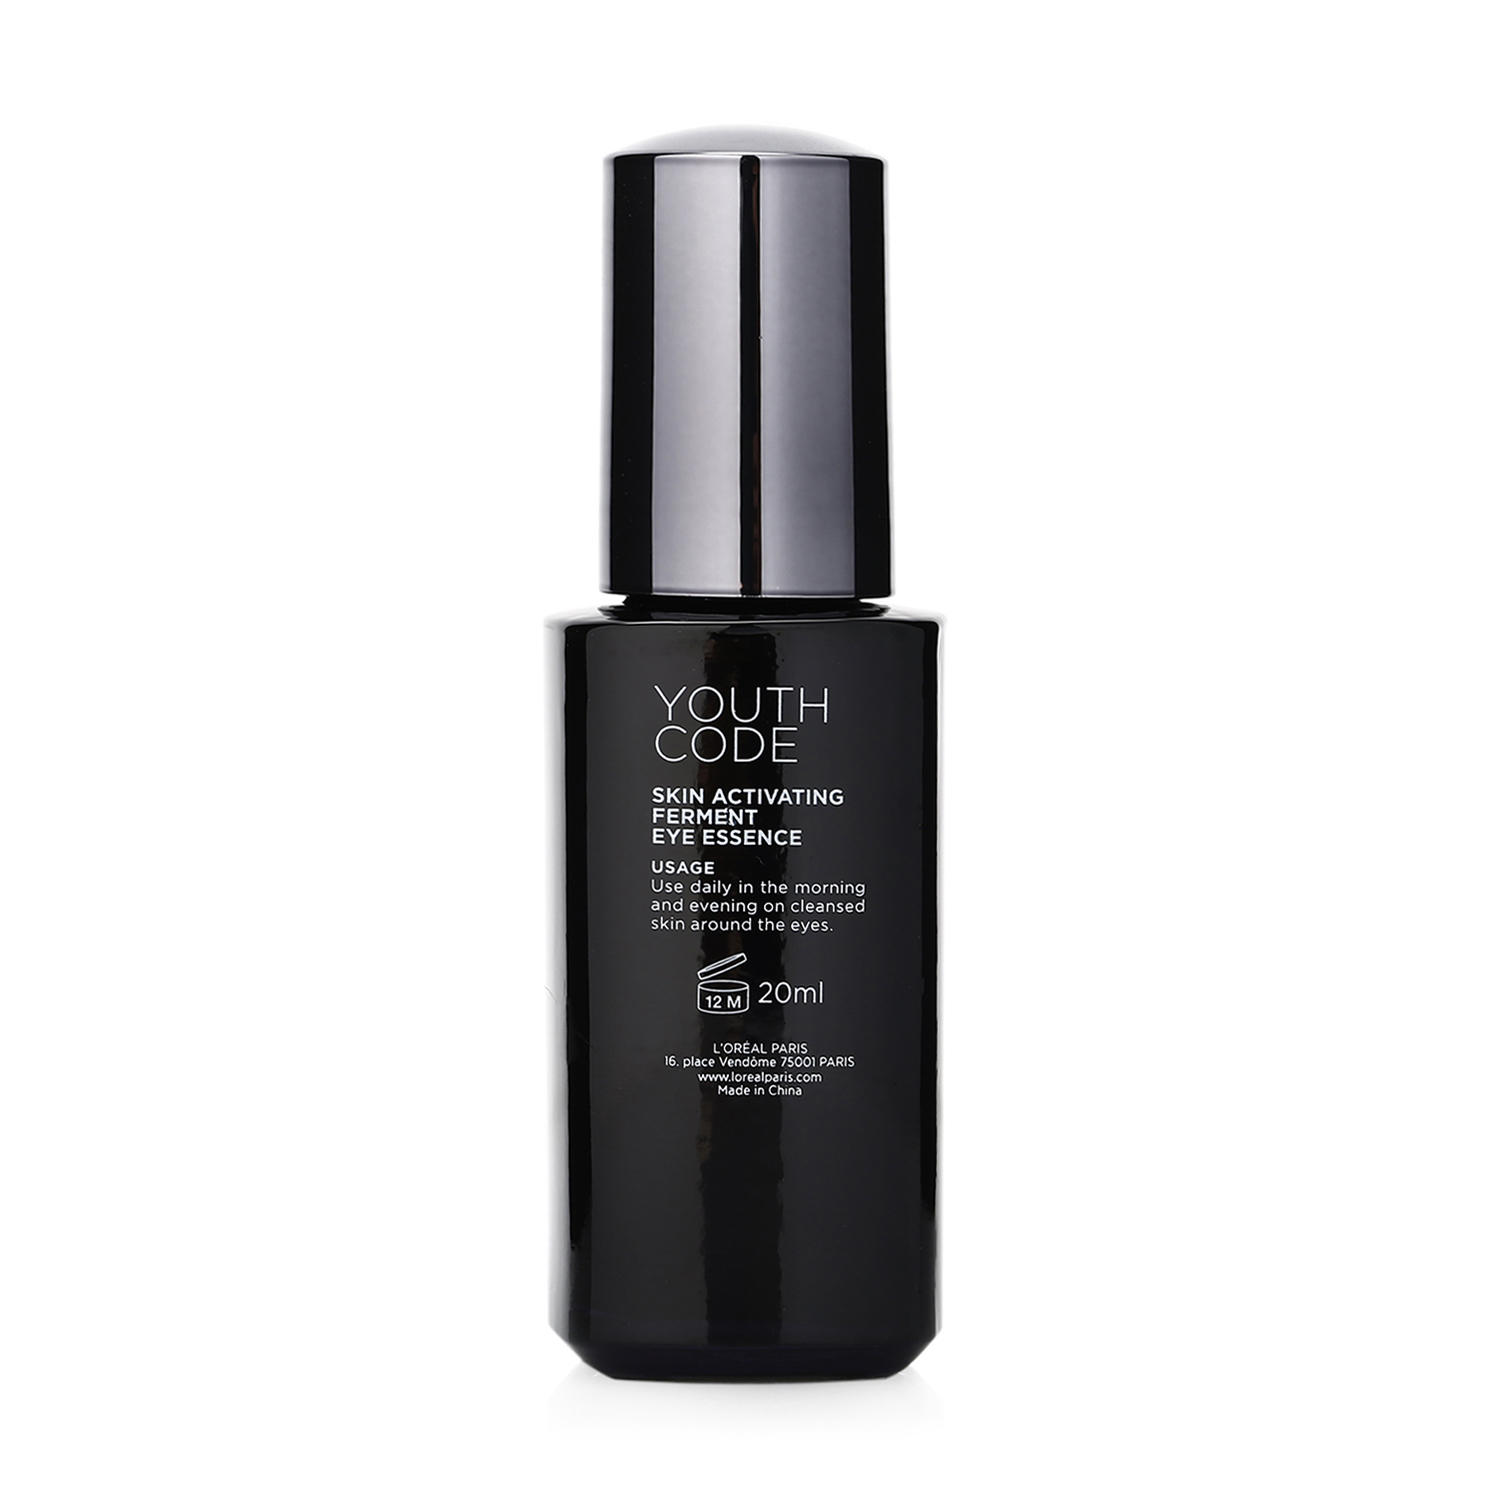 YOUTH
CODE
SKIN ACTIVATING
FERMENT
EYE ESSENCE
USAGE
Use daily in the morning
and evening on cleansed
skin around the eyes.
12 M 20ml
L'ORÉAL PARIS
16, place Vendôme 75001 PARIS
www.lorealparis.com
Made in China